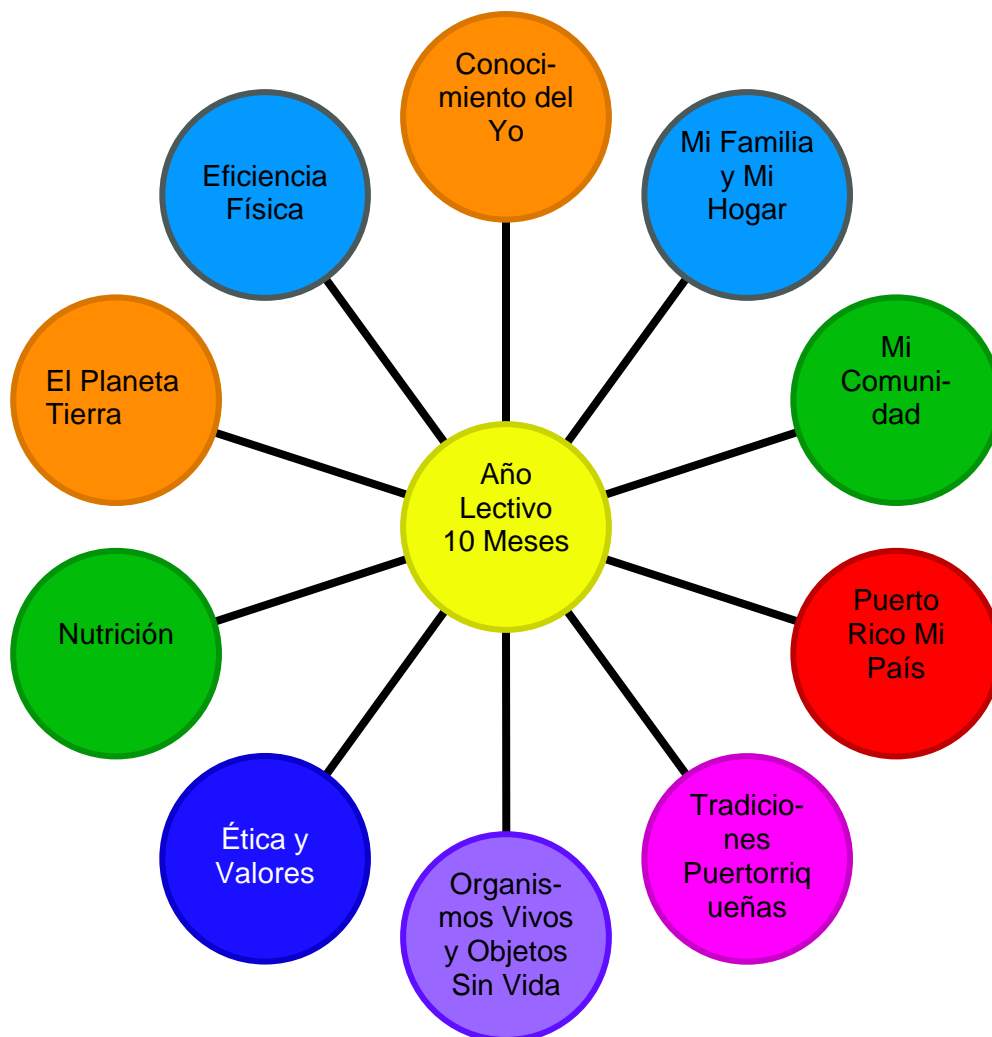 Conoci-
miento del
Yo
Mi Familia
y Mi
Hogar
Mi
Comuni-
dad
Puerto
Rico Mi
País
Tradicio-
nes
Puertorriq
ueñas
Organis-
mos Vivos
y Objetos
Sin Vida
Ética y
Valores
Nutrición
El Planeta
Tierra
Eficiencia
Física
Año
Lectivo
10 Meses